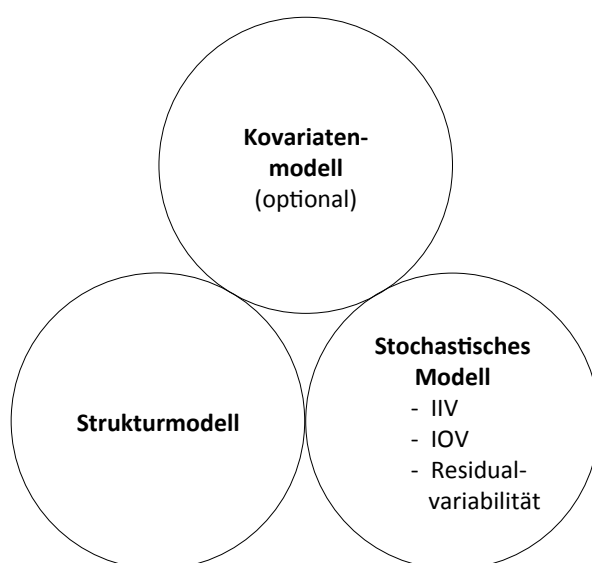 Kovariaten-
modell
(optional)
Strukturmodell
Stochastisches
Modell
- IIV
- IOV
- Residual-
variabilität